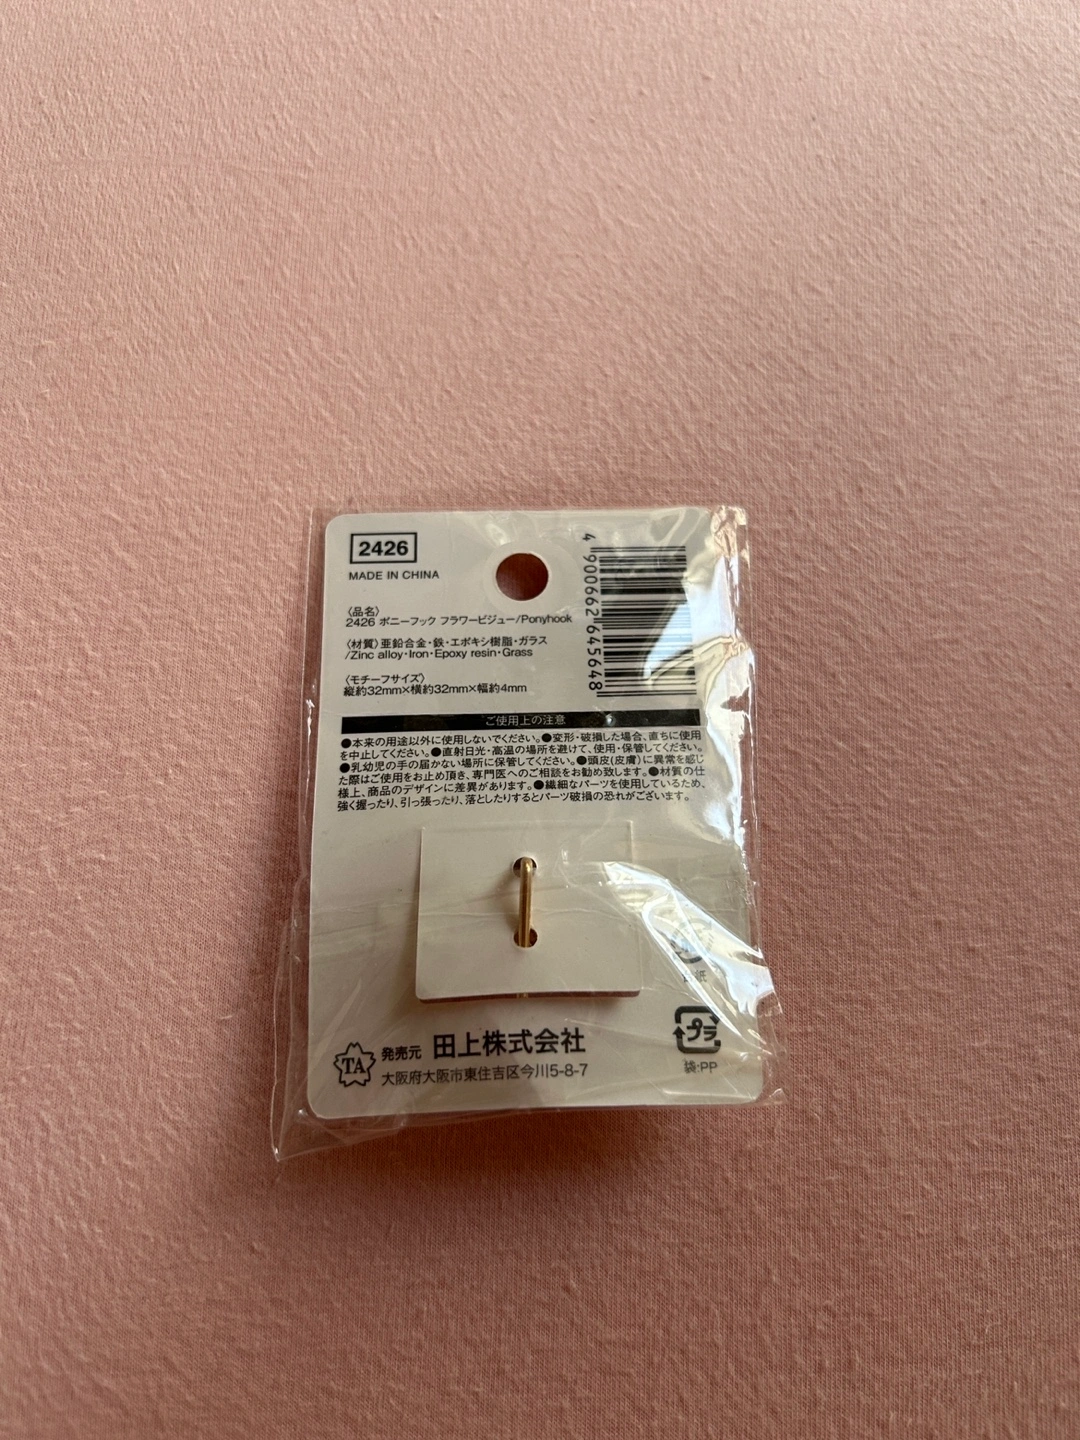 2426
MADE IN CHINA
4 900662 645648
〈品名〉
2426 ポニーフック フラワービジュー/Ponyhook
〈材質〉亜鉛合金・鉄・エポキシ樹脂・ガラス
/Zinc alloy・Iron・Epoxy resin・Grass
〈モチーフサイズ〉
縦約32mm×横約32mm×幅約4mm
ご使用上の注意
●本来の用途以外に使用しないでください。●変形・破損した場合、直ちに使用
を中止してください。●直射日光・高温の場所を避けて、使用・保管してください。
●乳幼児の手の届かない場所に保管してください。●頭皮(皮膚)に異常を感じ
た際はご使用をお止め頂き、専門医へのご相談をお勧め致します。●材質の仕
様上、商品のデザインに差異があります。●繊細なパーツを使用しているため、
強く握ったり、引っ張ったり、落としたりするとパーツ破損の恐れがございます。
紙
プラ
袋:PP
TA
発売元 田上株式会社
大阪府大阪市東住吉区今川5-8-7